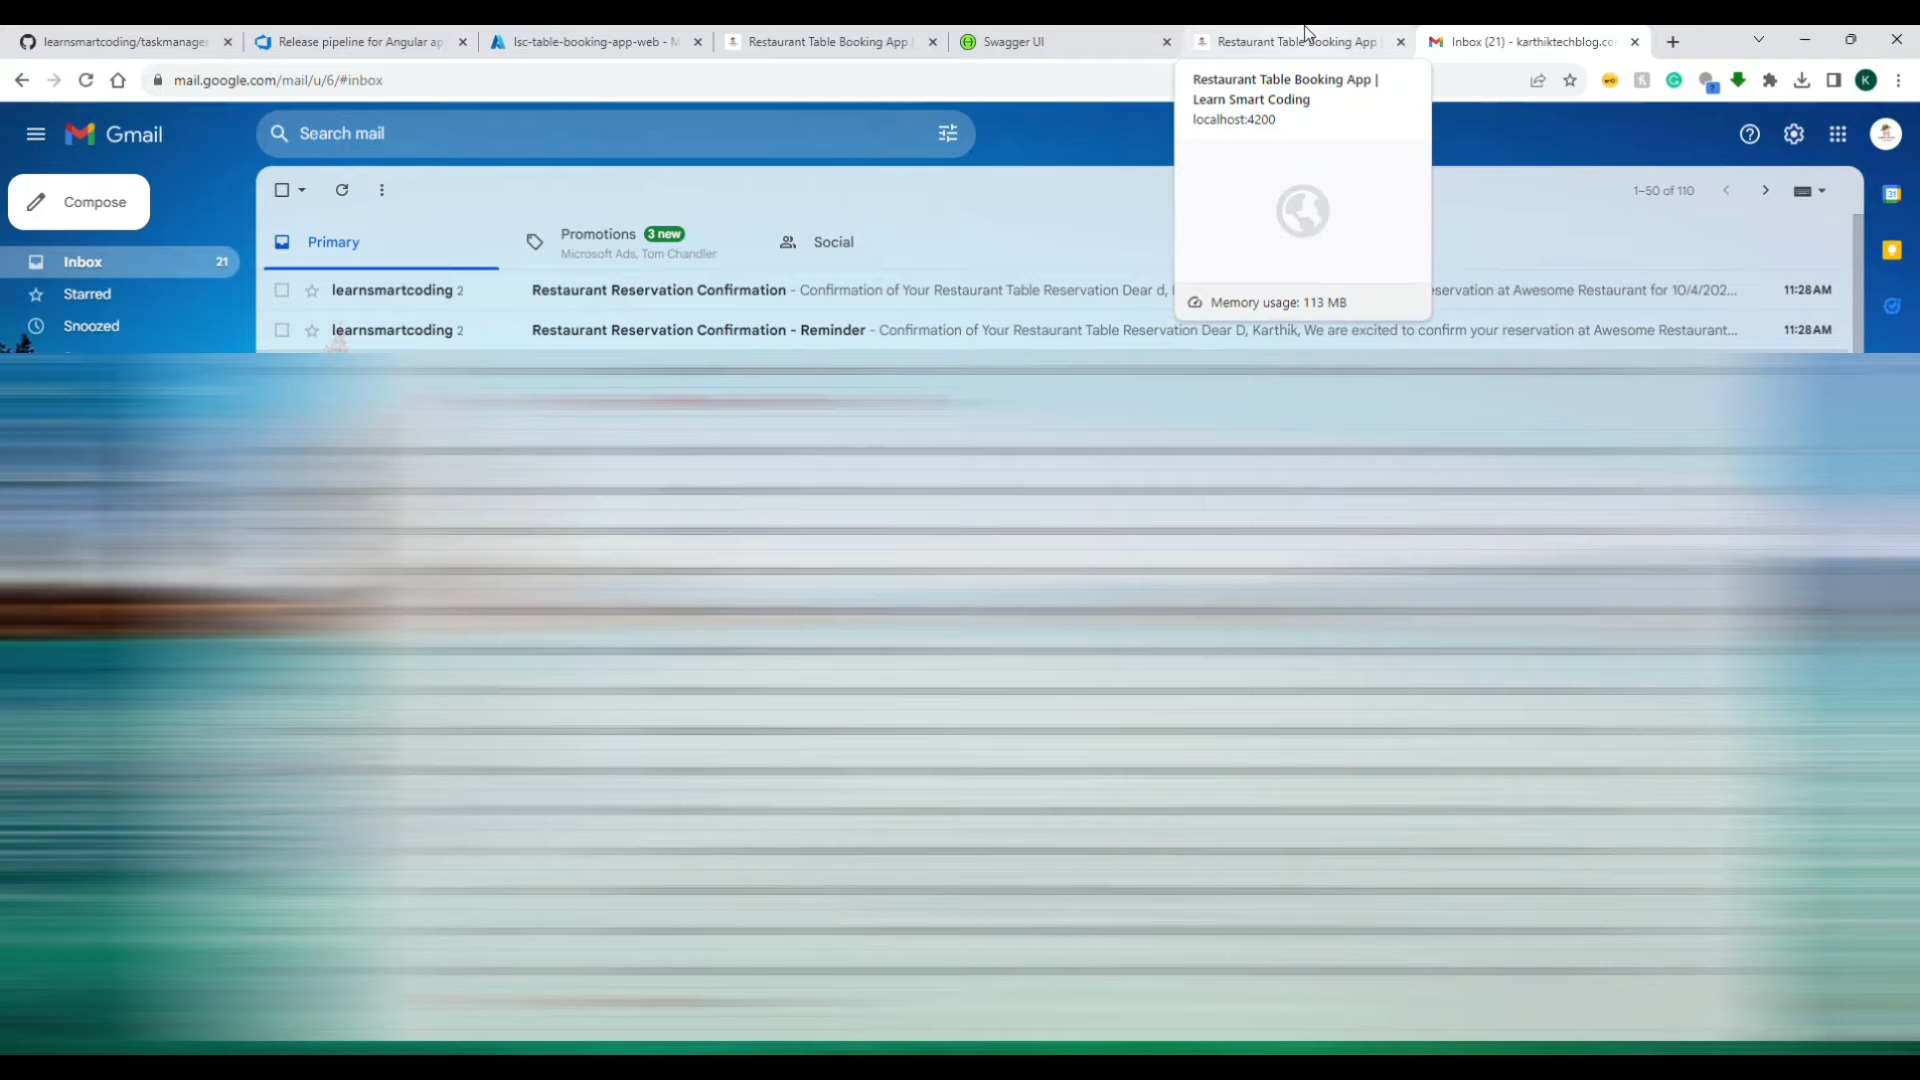 learnsmartcoding/taskmanage
Release pipeline for Angular ap
lsc-table-booking-app-web - M
Restaurant Table Booking App |
Swagger UI
Restaurant Table Booking App |
Inbox (21) - karthiktechblog.co
mail.google.com/mail/u/6/#inbox
K
Restaurant Table Booking App |
Learn Smart Coding
localhost:4200
Memory usage: 113 MB
Gmail
Search mail
Compose
1–50 of 110
31
Primary
Promotions 3 new
Microsoft Ads, Tom Chandler
Social
Inbox 21
Starred
Snoozed
learnsmartcoding 2 Restaurant Reservation Confirmation - Confirmation of Your Restaurant Table Reservation Dear d, servation at Awesome Restaurant for 10/4/202... 11:28 AM
learnsmartcoding 2 Restaurant Reservation Confirmation - Reminder - Confirmation of Your Restaurant Table Reservation Dear D, Karthik, We are excited to confirm your reservation at Awesome Restaurant... 11:28 AM